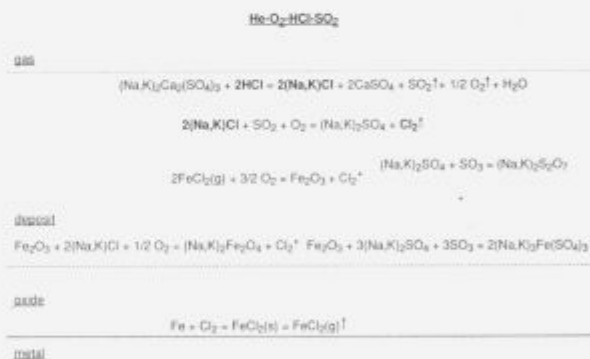 He-O₂-HCl-SO₂
gas
(Na,K)₂Ca₂(SO₄)₃ + 2HCl = 2(Na,K)Cl + 2CaSO₄ + SO₂↑ + 1/2 O₂↑ + H₂O
2(Na,K)Cl + SO₂ + O₂ = (Na,K)₂SO₄ + Cl₂↑
(Na,K)₂SO₄ + SO₃ = (Na,K)₂S₂O₇
2FeCl₂(g) + 3/2 O₂ = Fe₂O₃ + Cl₂⁺
+
deposit
Fe₂O₃ + 2(Na,K)Cl + 1/2 O₂ = (Na,K)₂Fe₂O₄ + Cl₂⁺ Fe₂O₃ + 3(Na,K)₂SO₄ + 3SO₃ = 2(Na,K)₃Fe(SO₄)₃
oxide
Fe + Cl₂ = FeCl₂(s) = FeCl₂(g)↑
metal